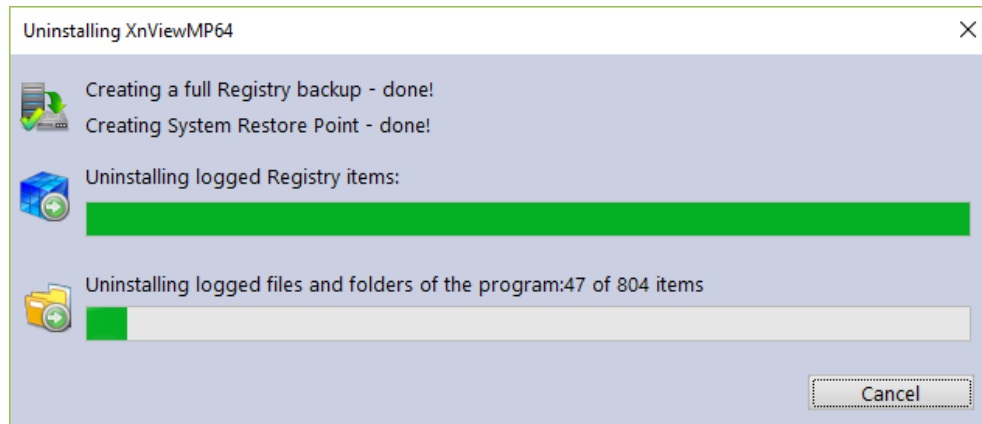 Uninstalling XnViewMP64
Creating a full Registry backup - done!
Creating System Restore Point - done!
Uninstalling logged Registry items:
Uninstalling logged files and folders of the program:47 of 804 items
Cancel